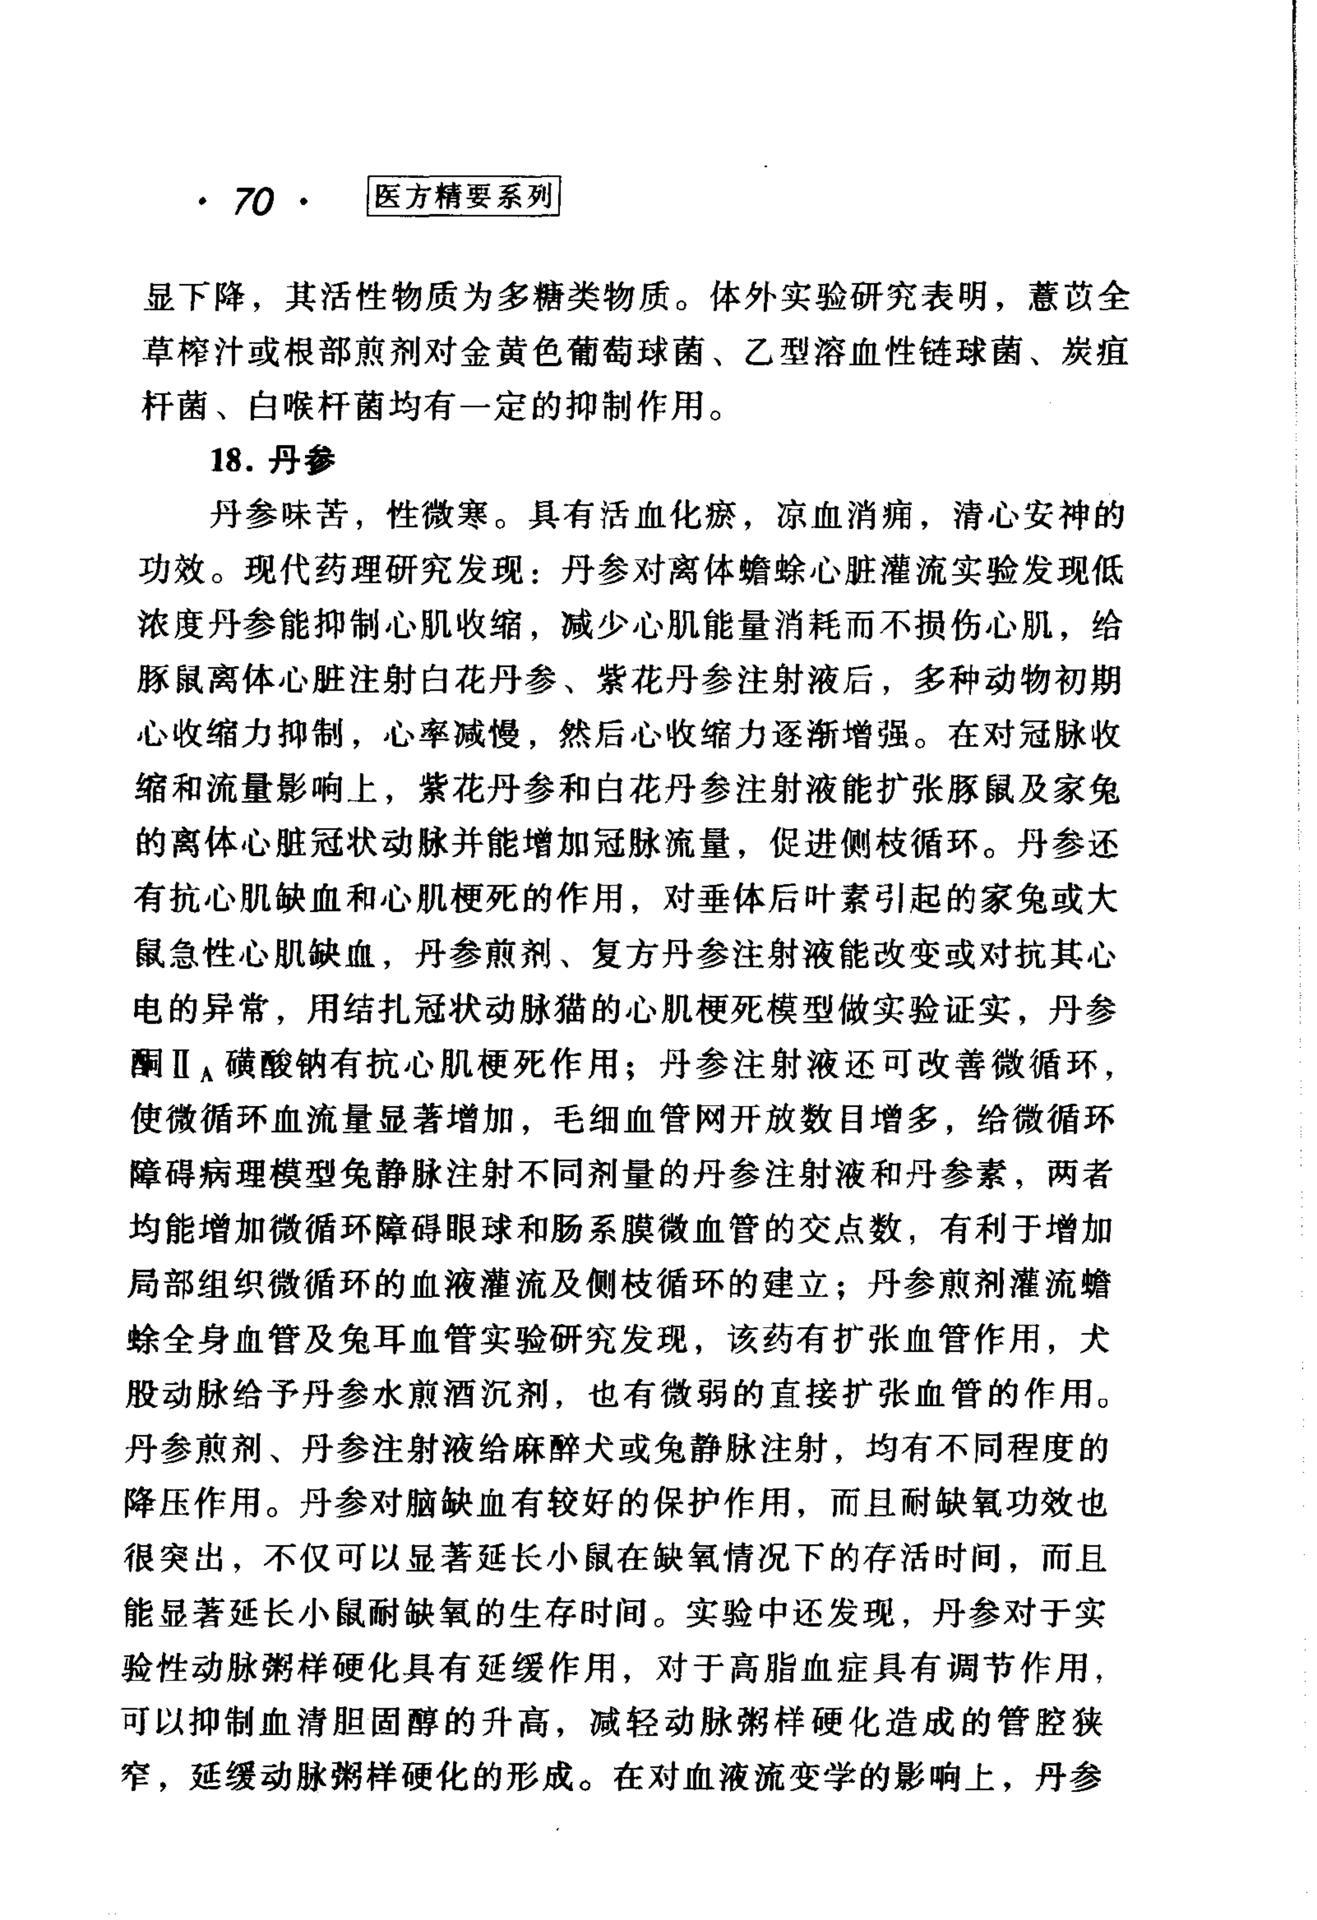 · 70 · 医方精要系列
显下降，其活性物质为多糖类物质。体外实验研究表明，薏苡全
草榨汁或根部煎剂对金黄色葡萄球菌、乙型溶血性链球菌、炭疽
杆菌、白喉杆菌均有一定的抑制作用。
18. 丹参
丹参味苦，性微寒。具有活血化瘀，凉血消痈，清心安神的
功效。现代药理研究发现：丹参对离体蟾蜍心脏灌流实验发现低
浓度丹参能抑制心肌收缩，减少心肌能量消耗而不损伤心肌，给
豚鼠离体心脏注射白花丹参、紫花丹参注射液后，多种动物初期
心收缩力抑制，心率减慢，然后心收缩力逐渐增强。在对冠脉收
缩和流量影响上，紫花丹参和白花丹参注射液能扩张豚鼠及家兔
的离体心脏冠状动脉并能增加冠脉流量，促进侧枝循环。丹参还
有抗心肌缺血和心肌梗死的作用，对垂体后叶素引起的家兔或大
鼠急性心肌缺血，丹参煎剂、复方丹参注射液能改变或对抗其心
电的异常，用结扎冠状动脉猫的心肌梗死模型做实验证实，丹参
酮ⅡA磺酸钠有抗心肌梗死作用；丹参注射液还可改善微循环，
使微循环血流量显著增加，毛细血管网开放数目增多，给微循环
障碍病理模型兔静脉注射不同剂量的丹参注射液和丹参素，两者
均能增加微循环障碍眼球和肠系膜微血管的交点数，有利于增加
局部组织微循环的血液灌流及侧枝循环的建立；丹参煎剂灌流蟾
蜍全身血管及兔耳血管实验研究发现，该药有扩张血管作用，犬
股动脉给予丹参水煎酒沉剂，也有微弱的直接扩张血管的作用。
丹参煎剂、丹参注射液给麻醉犬或兔静脉注射，均有不同程度的
降压作用。丹参对脑缺血有较好的保护作用，而且耐缺氧功效也
很突出，不仅可以显著延长小鼠在缺氧情况下的存活时间，而且
能显著延长小鼠耐缺氧的生存时间。实验中还发现，丹参对于实
验性动脉粥样硬化具有延缓作用，对于高脂血症具有调节作用，
可以抑制血清胆固醇的升高，减轻动脉粥样硬化造成的管腔狭
窄，延缓动脉粥样硬化的形成。在对血液流变学的影响上，丹参